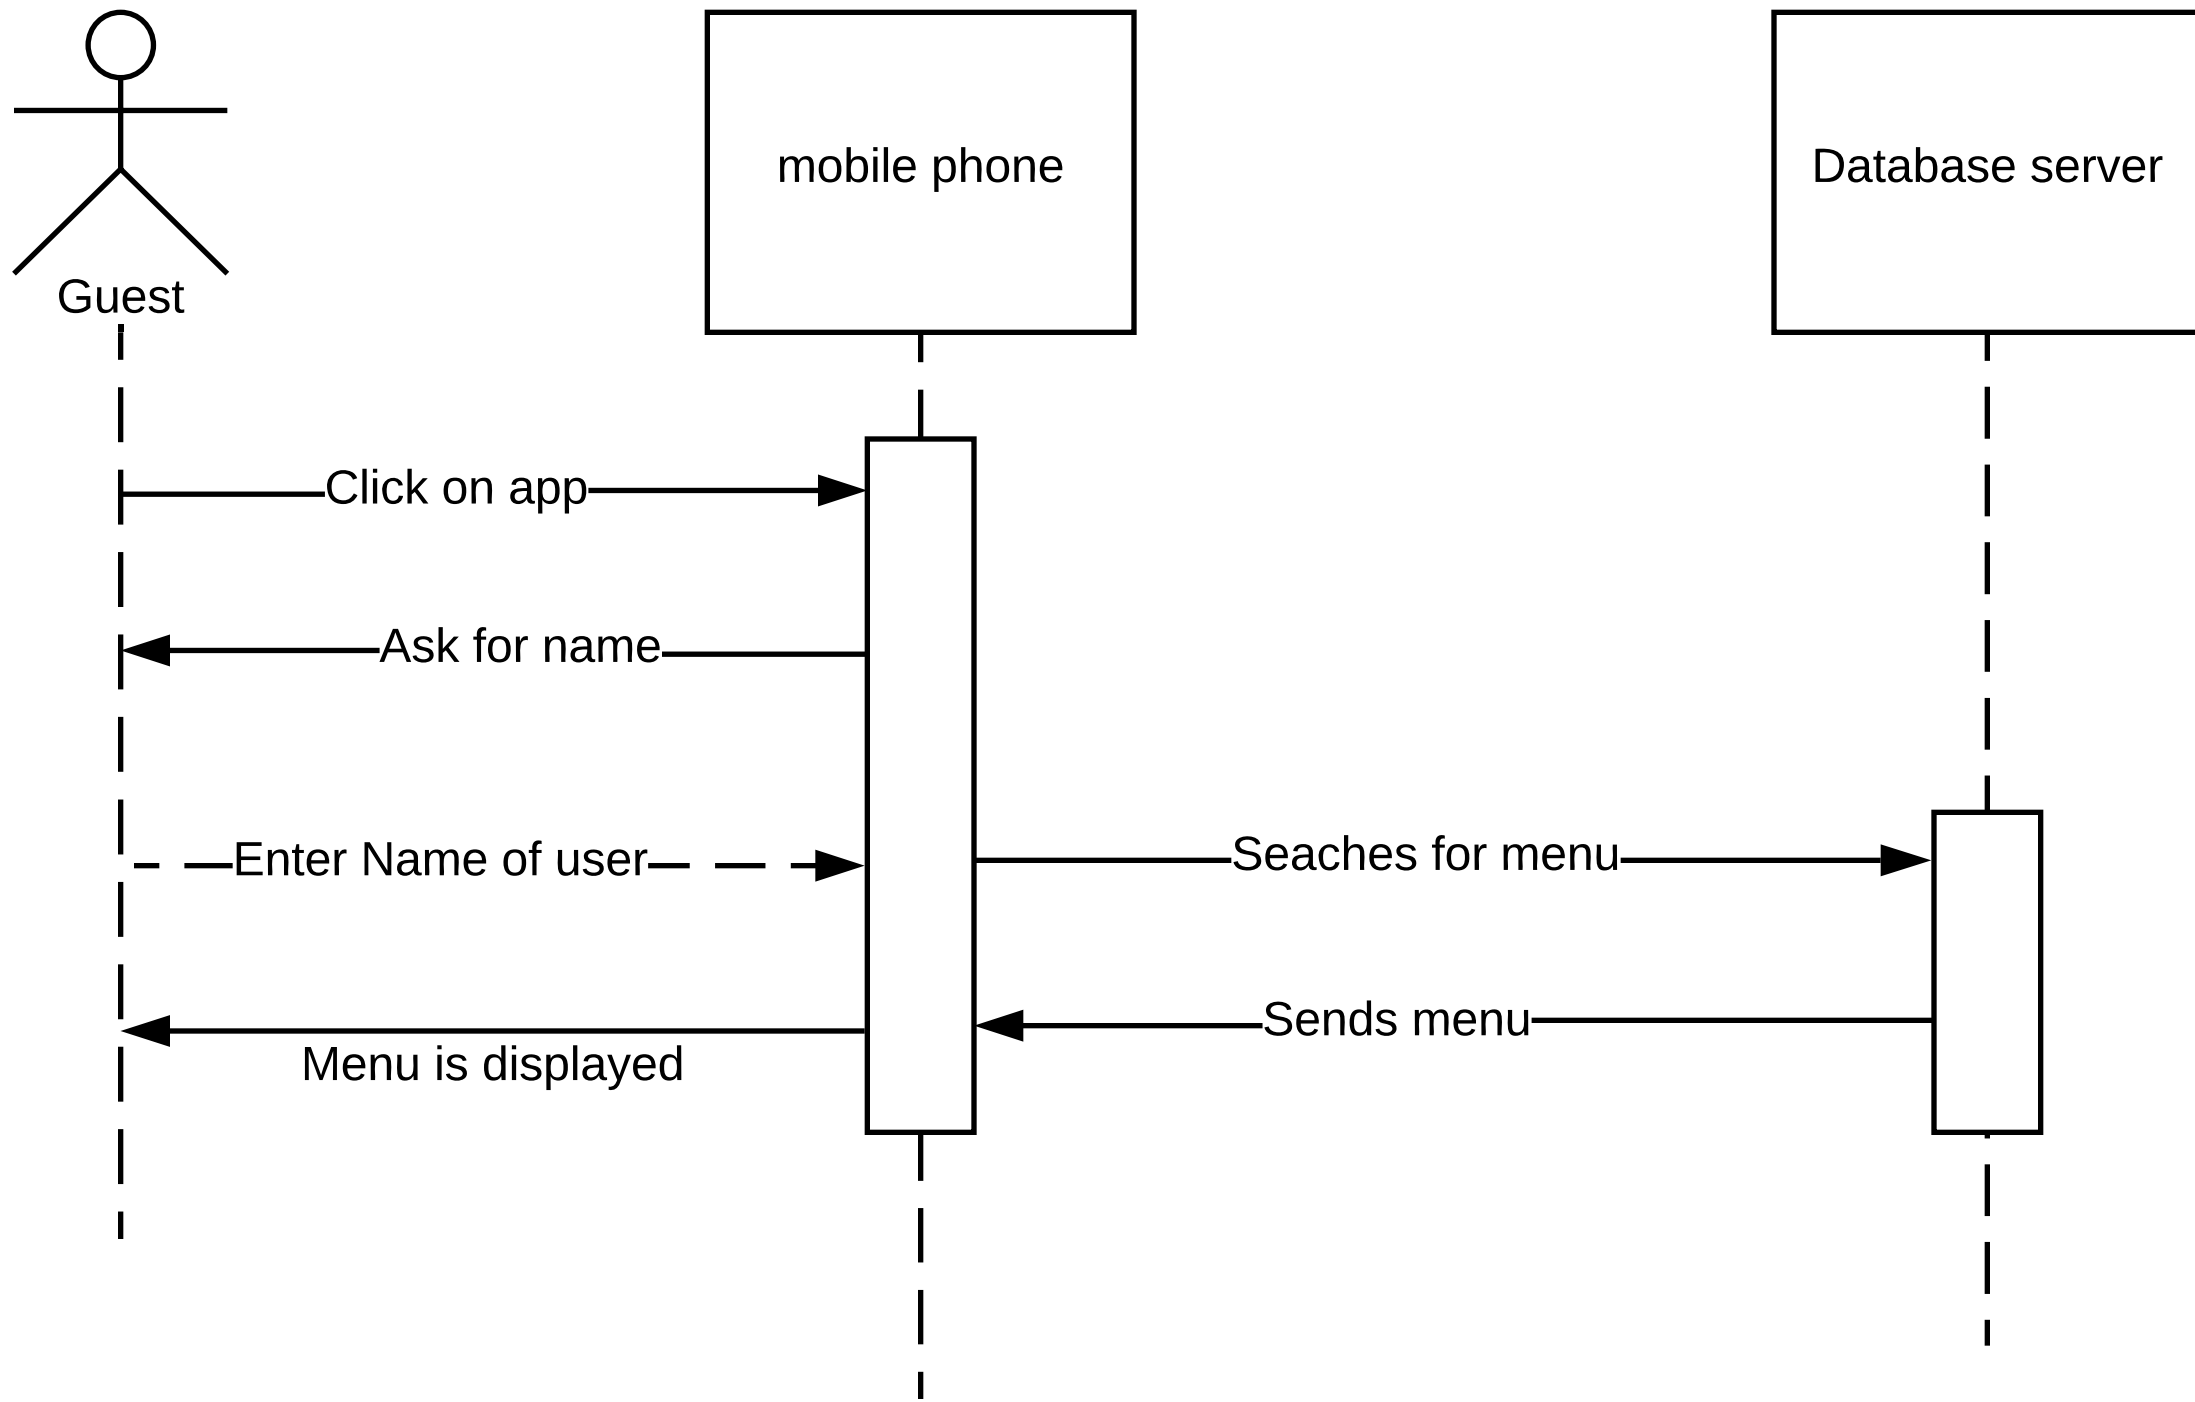 mobile phone
Database server
Guest
Click on app
Ask for name
Enter Name of user
Seaches for menu
Sends menu
Menu is displayed